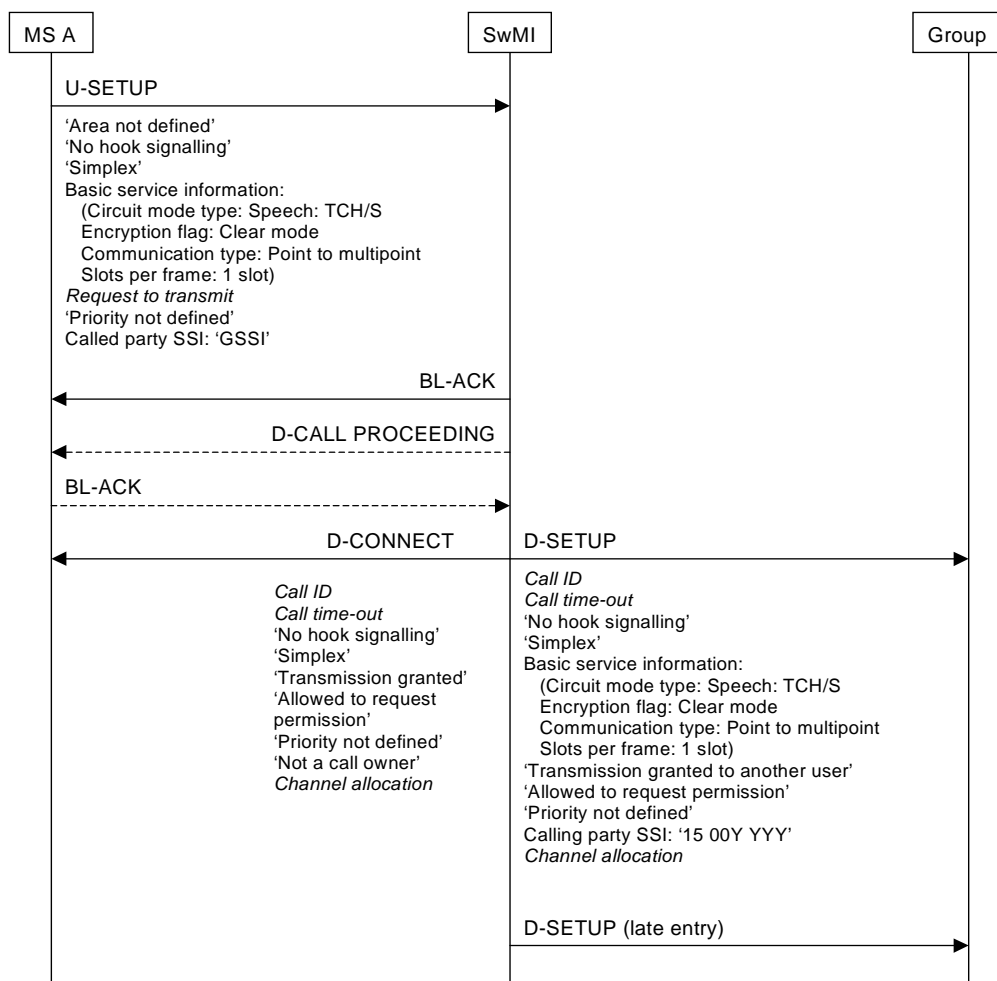 MS A
SwMI
Group
U-SETUP
‘Area not defined’
‘No hook signalling’
‘Simplex’
Basic service information:
(Circuit mode type: Speech: TCH/S
Encryption flag: Clear mode
Communication type: Point to multipoint
Slots per frame: 1 slot)
Request to transmit
‘Priority not defined’
Called party SSI: ‘GSSI’
BL-ACK
D-CALL PROCEEDING
BL-ACK
D-CONNECT
Call ID
Call time-out
‘No hook signalling’
‘Simplex’
‘Transmission granted’
‘Allowed to request
permission’
‘Priority not defined’
‘Not a call owner’
Channel allocation
D-SETUP
Call ID
Call time-out
‘No hook signalling’
‘Simplex’
Basic service information:
(Circuit mode type: Speech: TCH/S
Encryption flag: Clear mode
Communication type: Point to multipoint
Slots per frame: 1 slot)
‘Transmission granted to another user’
‘Allowed to request permission’
‘Priority not defined’
Calling party SSI: ‘15 00Y YYY’
Channel allocation
D-SETUP (late entry)